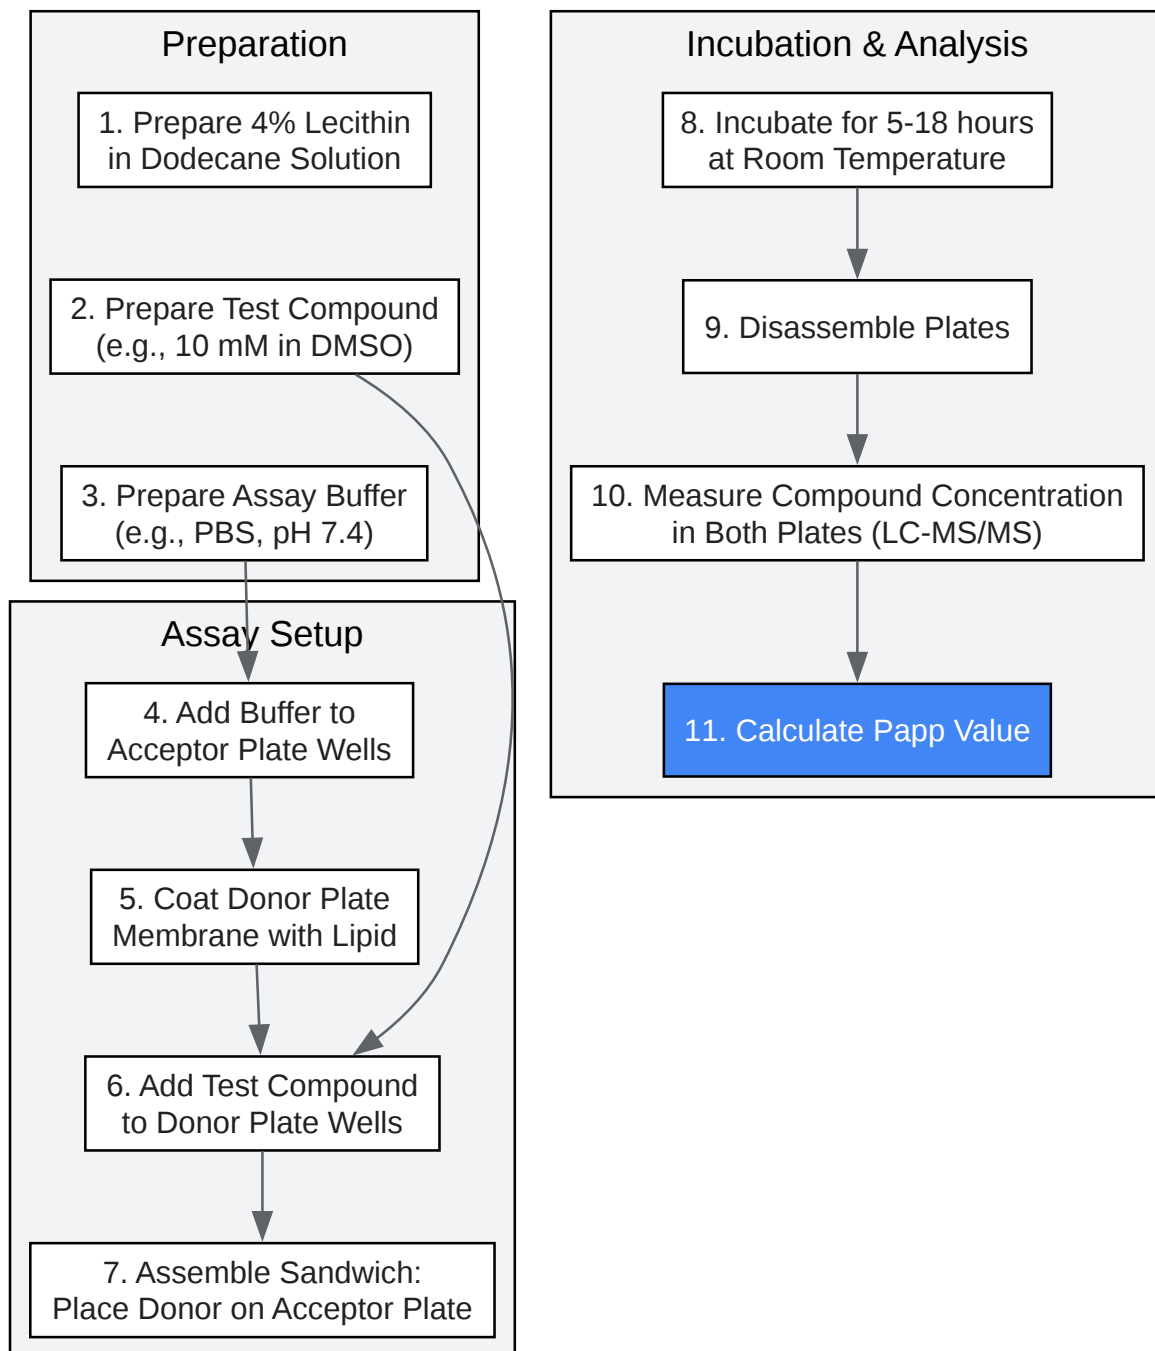 Preparation
1. Prepare 4% Lecithin
in Dodecane Solution
2. Prepare Test Compound
(e.g., 10 mM in DMSO)
3. Prepare Assay Buffer
(e.g., PBS, pH 7.4)
Assay Setup
4. Add Buffer to
Acceptor Plate Wells
5. Coat Donor Plate
Membrane with Lipid
6. Add Test Compound
to Donor Plate Wells
7. Assemble Sandwich:
Place Donor on Acceptor Plate
Incubation & Analysis
8. Incubate for 5-18 hours
at Room Temperature
9. Disassemble Plates
10. Measure Compound Concentration
in Both Plates (LC-MS/MS)
11. Calculate Papp Value